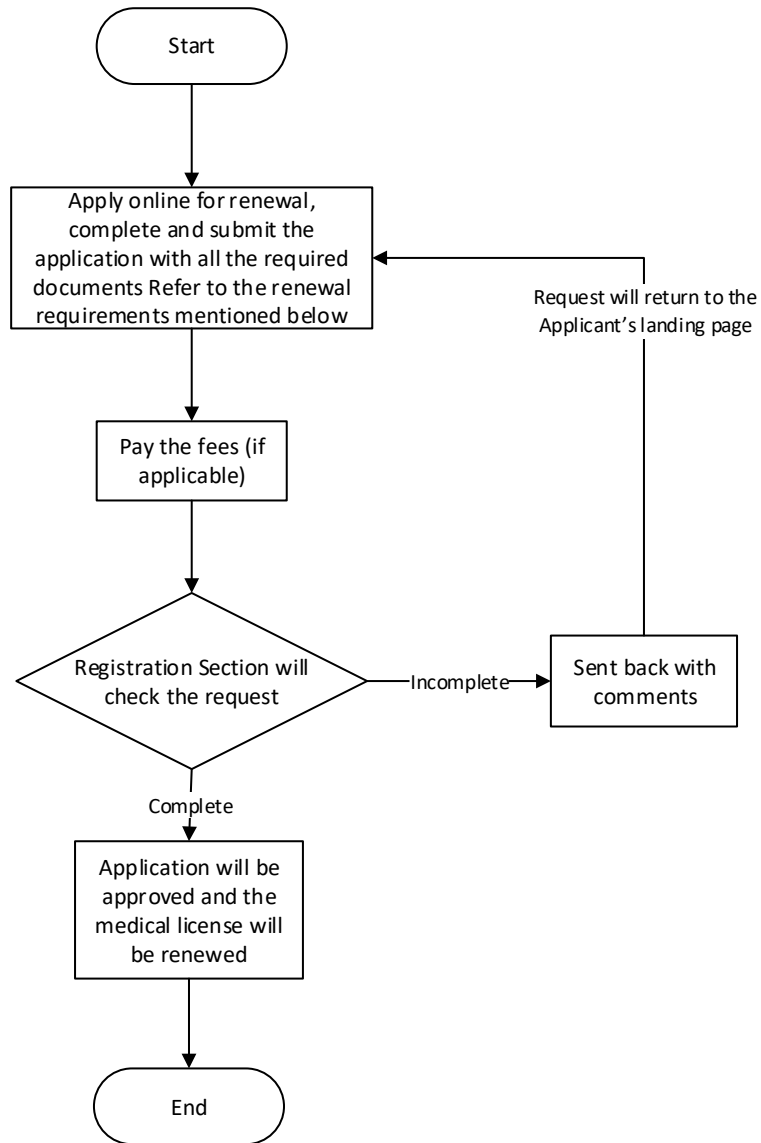 Start
Apply online for renewal,
complete and submit the
application with all the required
documents Refer to the renewal
requirements mentioned below
Request will return to the
Applicant’s landing page
Pay the fees (if
applicable)
Registration Section will
check the request
Incomplete
Sent back with
comments
Complete
Application will be
approved and the
medical license will
be renewed
End